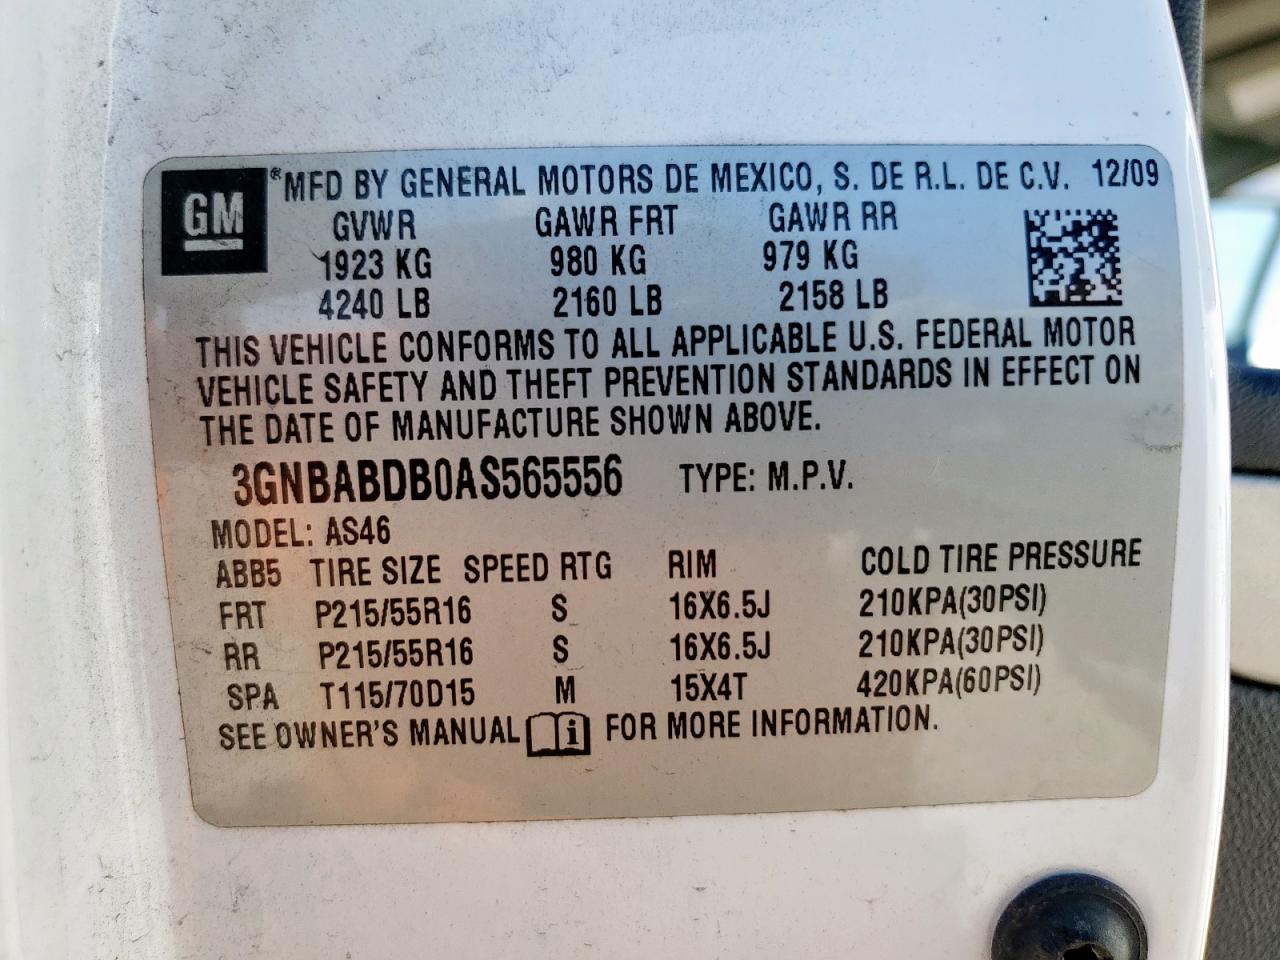 GM ® MFD BY GENERAL MOTORS DE MEXICO, S. DE R.L. DE C.V. 12/09
GVWR GAWR FRT GAWR RR
1923 KG 980 KG 979 KG
4240 LB 2160 LB 2158 LB
THIS VEHICLE CONFORMS TO ALL APPLICABLE U.S. FEDERAL MOTOR
VEHICLE SAFETY AND THEFT PREVENTION STANDARDS IN EFFECT ON
THE DATE OF MANUFACTURE SHOWN ABOVE.
3GNBABDB0AS565556 TYPE: M.P.V.
MODEL: AS46
ABB5 TIRE SIZE SPEED RTG RIM COLD TIRE PRESSURE
FRT P215/55R16 S 16X6.5J 210KPA(30PSI)
RR P215/55R16 S 16X6.5J 210KPA(30PSI)
SPA T115/70D15 M 15X4T 420KPA(60PSI)
SEE OWNER'S MANUAL i FOR MORE INFORMATION.